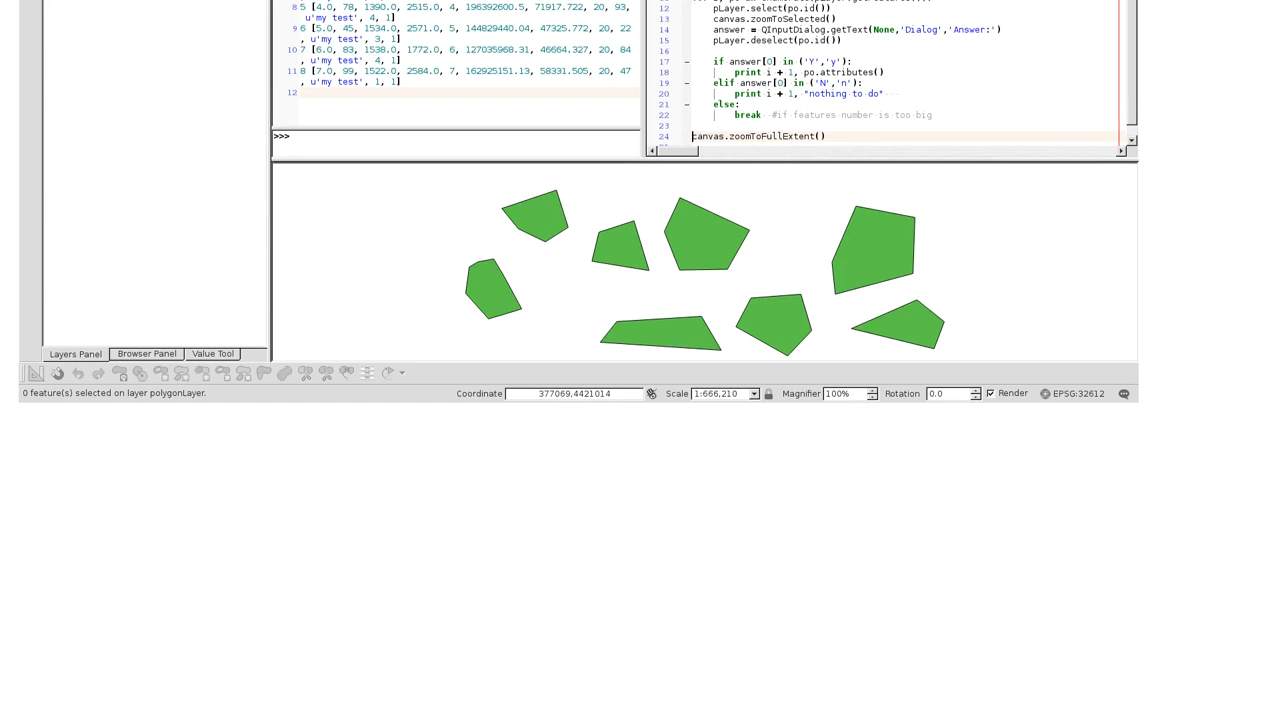 8 5 [4.0, 78, 1390.0, 2515.0, 4, 196392600.5, 71917.722, 20, 93,
, u'my test', 4, 1]
9 6 [5.0, 45, 1534.0, 2571.0, 5, 144829440.04, 47325.772, 20, 22
, u'my test', 3, 1]
10 7 [6.0, 83, 1538.0, 1772.0, 6, 127035968.31, 46664.327, 20, 84
, u'my test', 4, 1]
11 8 [7.0, 99, 1522.0, 2584.0, 7, 162925151.13, 58331.505, 20, 47
, u'my test', 1, 1]
12
>>>
12 pLayer.select(po.id())
13 canvas.zoomToSelected()
14 answer = QInputDialog.getText(None,'Dialog','Answer:')
15 pLayer.deselect(po.id())
16
17 if answer[0] in ('Y','y'):
18 print i + 1, po.attributes()
19 elif answer[0] in ('N','n'):
20 print i + 1, "nothing to do"
21 else:
22 break #if features number is too big
23
24 canvas.zoomToFullExtent()
Layers Panel Browser Panel Value Tool
0 feature(s) selected on layer polygonLayer. Coordinate 377069,4421014 Scale 1:666,210 Magnifier 100% Rotation 0.0 Render EPSG:32612